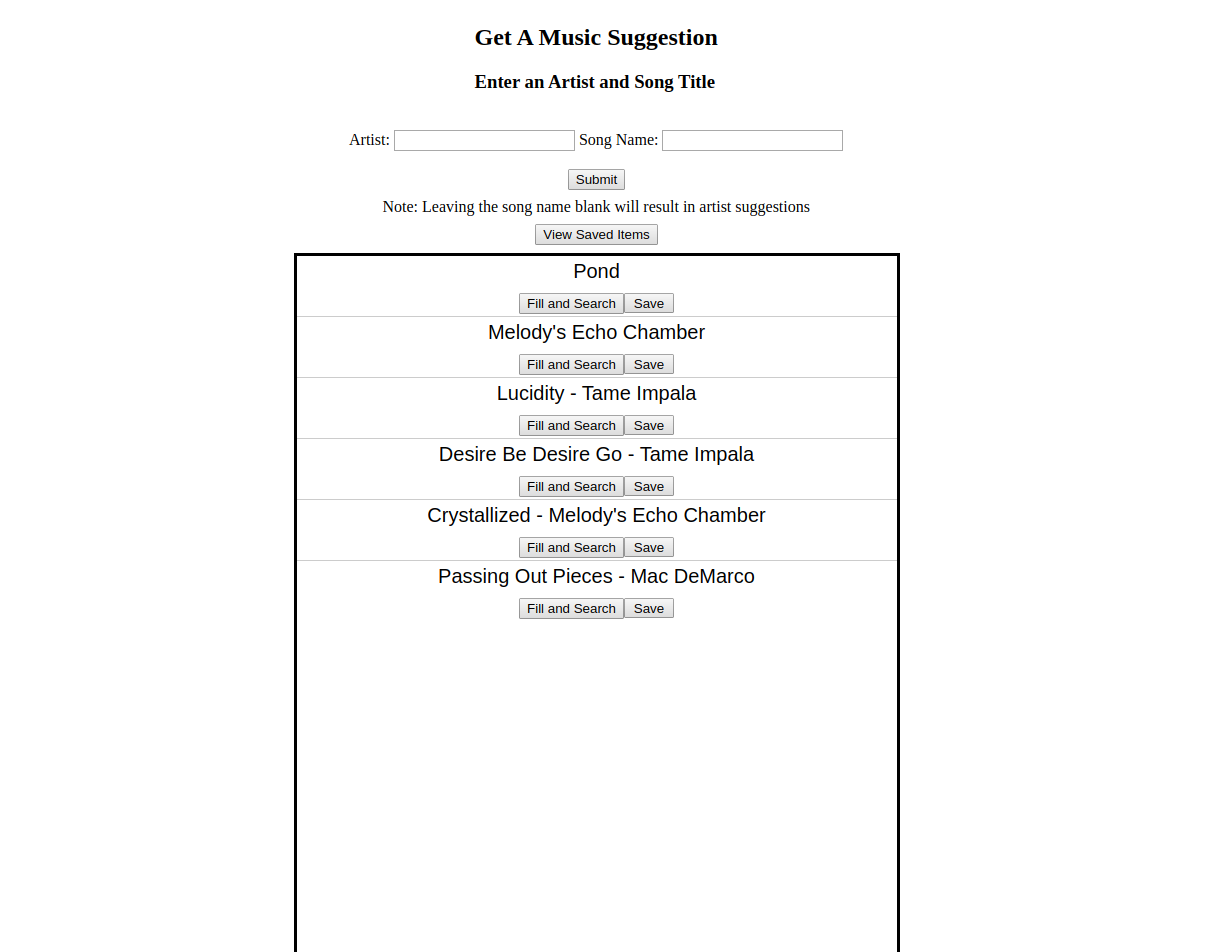 Get A Music Suggestion
Enter an Artist and Song Title
Artist: Song Name:
Submit
Note: Leaving the song name blank will result in artist suggestions
View Saved Items
Pond
Fill and Search Save
Melody's Echo Chamber
Fill and Search Save
Lucidity - Tame Impala
Fill and Search Save
Desire Be Desire Go - Tame Impala
Fill and Search Save
Crystallized - Melody's Echo Chamber
Fill and Search Save
Passing Out Pieces - Mac DeMarco
Fill and Search Save